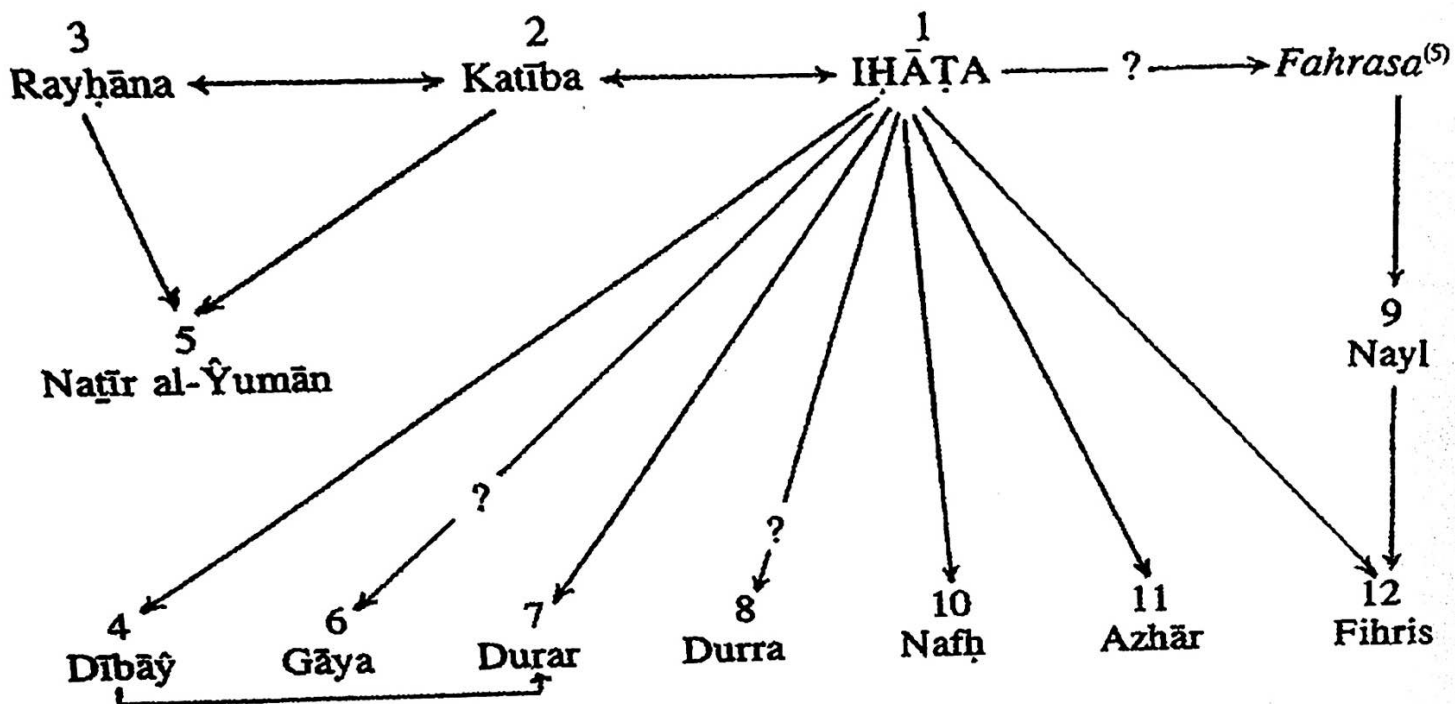 3 2 1
Rayḥāna Katība IḤĀṬA ? Fahrasa(5)
5 9
Naṯīr al-Ŷumān Nayl
?
?
4 6 7 8 10 11 12
Dībāŷ Gāya Durar Durra Nafḥ Azhār Fihris